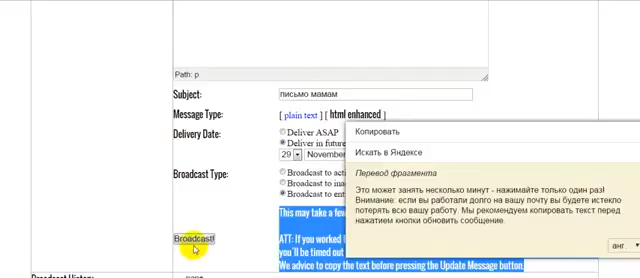 Path: p
Subject: письмо мамам
Message Type: [ plain text ] [ html enhanced ]
Delivery Date: Deliver ASAP
Deliver in future
29 November
Broadcast Type: Broadcast to
Broadcast to
Broadcast to
Копировать
Искать в Яндексе
Перевод фрагмента
Это может занять несколько минут - нажимайте только один раз!
Внимание: если вы работали долго на вашу почту вы будете истекло
потерять всю вашу работу. Мы рекомендуем копировать текст перед
нажатием кнопки обновить сообщение.
анг.
This may take a few
Broadcast!
ATT: If you worked
you'll be timed out
We advice to copy the text before pressing the Update Message button.
Broadcast History: